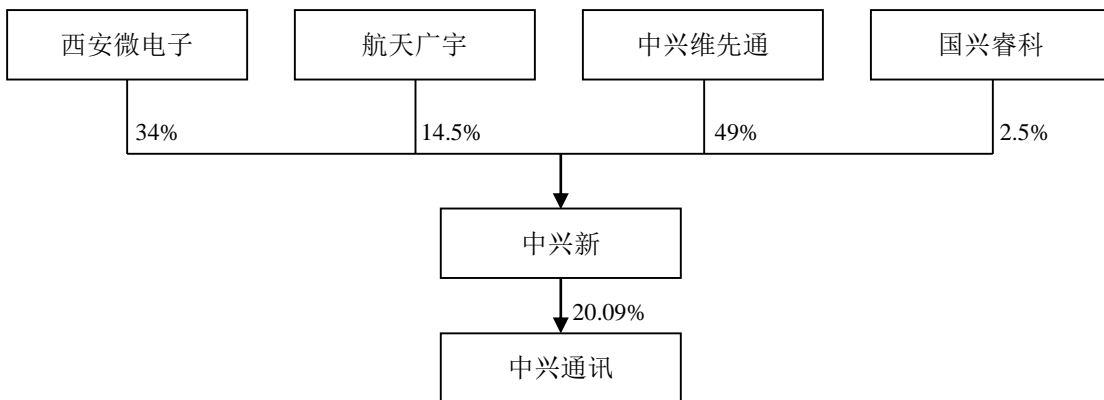 西安微电子
航天广宇
中兴维先通
国兴睿科
34%
14.5%
49%
2.5%
中兴新
20.09%
中兴通讯